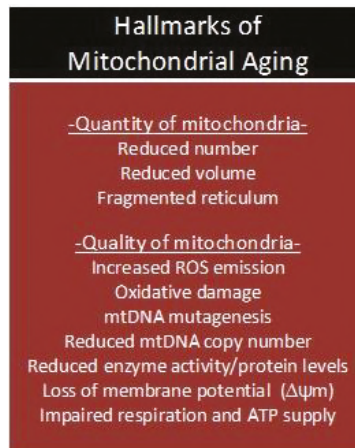 Hallmarks of
Mitochondrial Aging
-Quantity of mitochondria-
Reduced number
Reduced volume
Fragmented reticulum
-Quality of mitochondria-
Increased ROS emission
Oxidative damage
mtDNA mutagenesis
Reduced mtDNA copy number
Reduced enzyme activity/protein levels
Loss of membrane potential (Δψm)
Impaired respiration and ATP supply